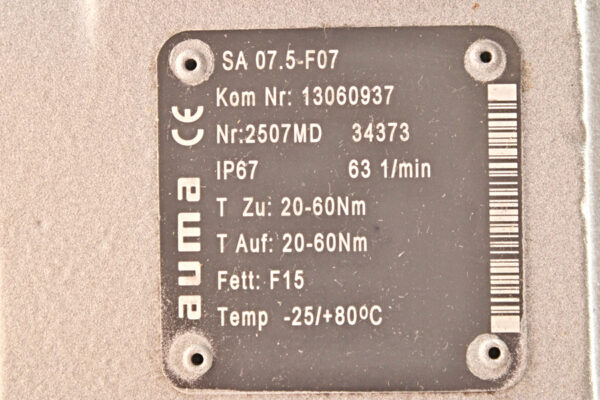 SA 07.5-F07
Kom Nr: 13060937
Nr:2507MD 34373
IP67 63 1/min
T Zu: 20-60Nm
T Auf: 20-60Nm
Fett: F15
Temp -25/+80ºC
auma CE